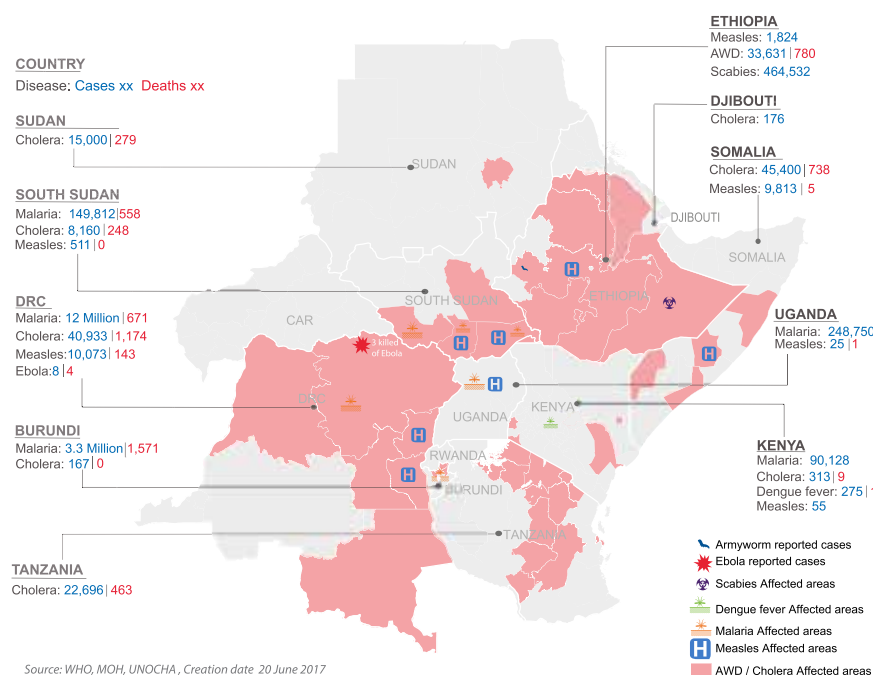 COUNTRY
Disease: Cases xx Deaths xx
SUDAN
Cholera: 15,000|279
SOUTH SUDAN
Malaria: 149,812|558
Cholera: 8,160|248
Measles: 511|0
DRC
Malaria: 12 Million|671
Cholera: 40,933|1,174
Measles:10,073|143
Ebola:8|4
BURUNDI
Malaria: 3.3 Million|1,571
Cholera: 167|0
TANZANIA
Cholera: 22,696|463
ETHIOPIA
Measles: 1,824
AWD: 33,631|780
Scabies: 464,532
DJIBOUTI
Cholera: 176
SOMALIA
Cholera: 45,400|738
Measles: 9,813|5
UGANDA
Malaria: 248,750
Measles: 25|1
KENYA
Malaria: 90,128
Cholera: 313|9
Dengue fever: 275|
Measles: 55
SUDAN
DJIBOUTI
SOMALIA
ETHIOPIA
SOUTH SUDAN
CAR
3 killed
of Ebola
DRC
UGANDA
KENYA
RWANDA
BURUNDI
TANZANIA
Armyworm reported cases
Ebola reported cases
Scabies Affected areas
Dengue fever Affected areas
Malaria Affected areas
H Measles Affected areas
AWD / Cholera Affected areas
Source: WHO, MOH, UNOCHA , Creation date 20 June 2017